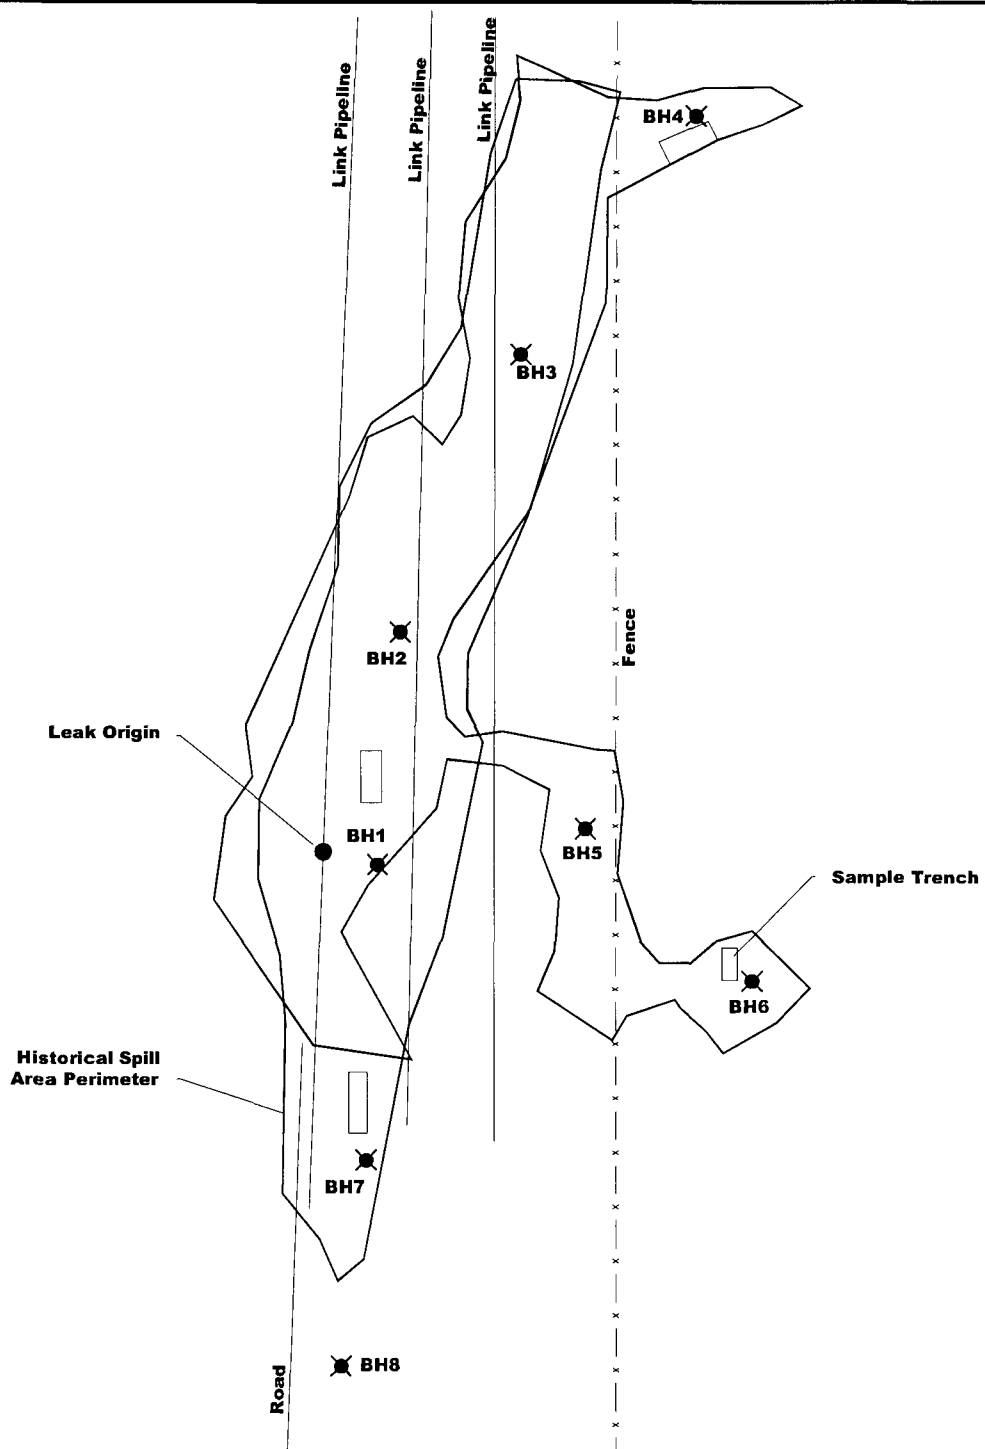 Link Pipeline
Link Pipeline
Link Pipeline
BH4
BH3
Fence
BH2
Leak Origin
BH1
BH5
Sample Trench
BH6
Historical Spill
Area Perimeter
BH7
BH8
Road